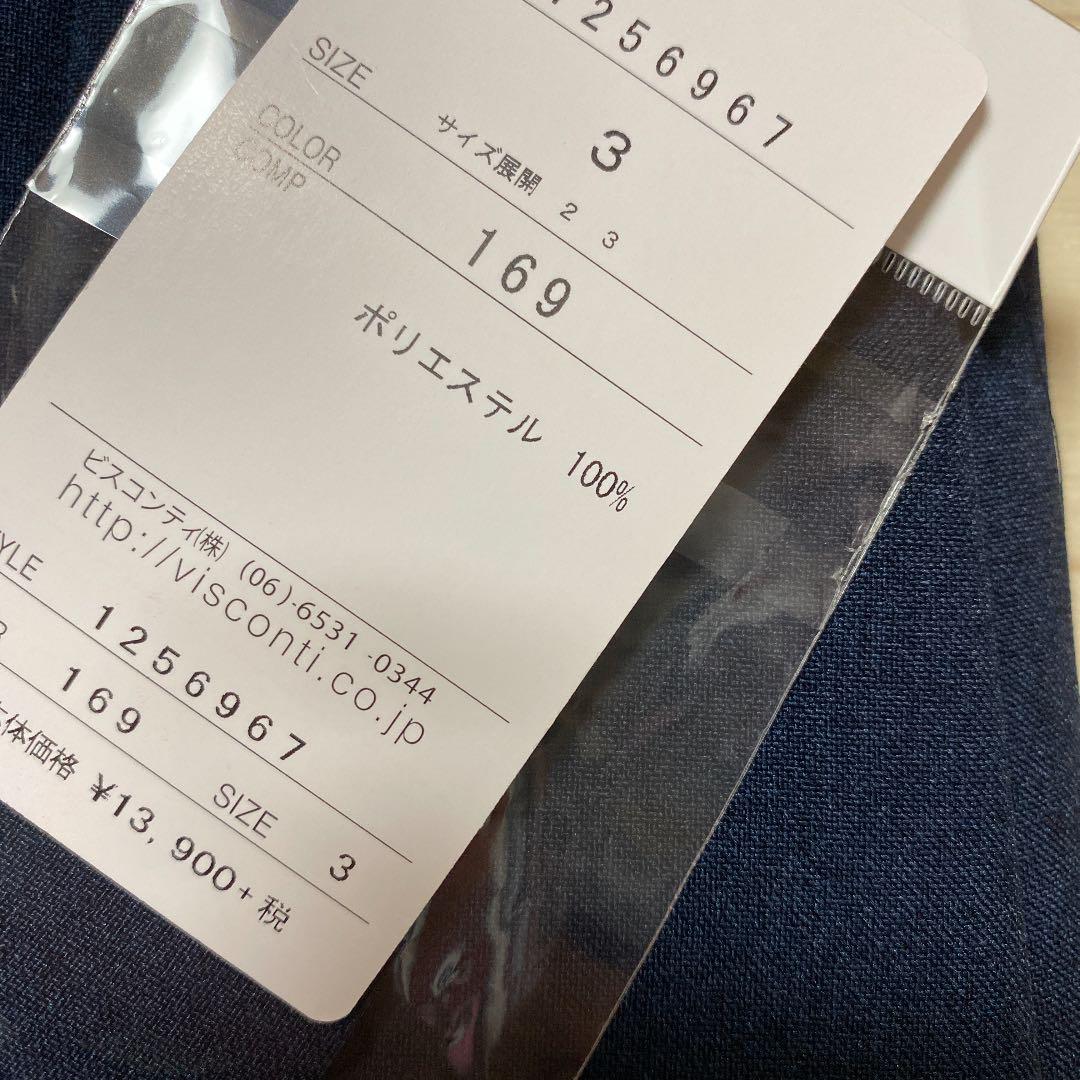 1256967
SIZE 3
サイズ展開 2 3
COLOR 169
COMP
ポリエステル 100%
ビスコンティ(株) (06)-6531-0344
http://visconti.co.jp
1256967
169 SIZE 3
体価格 ¥13,900+税